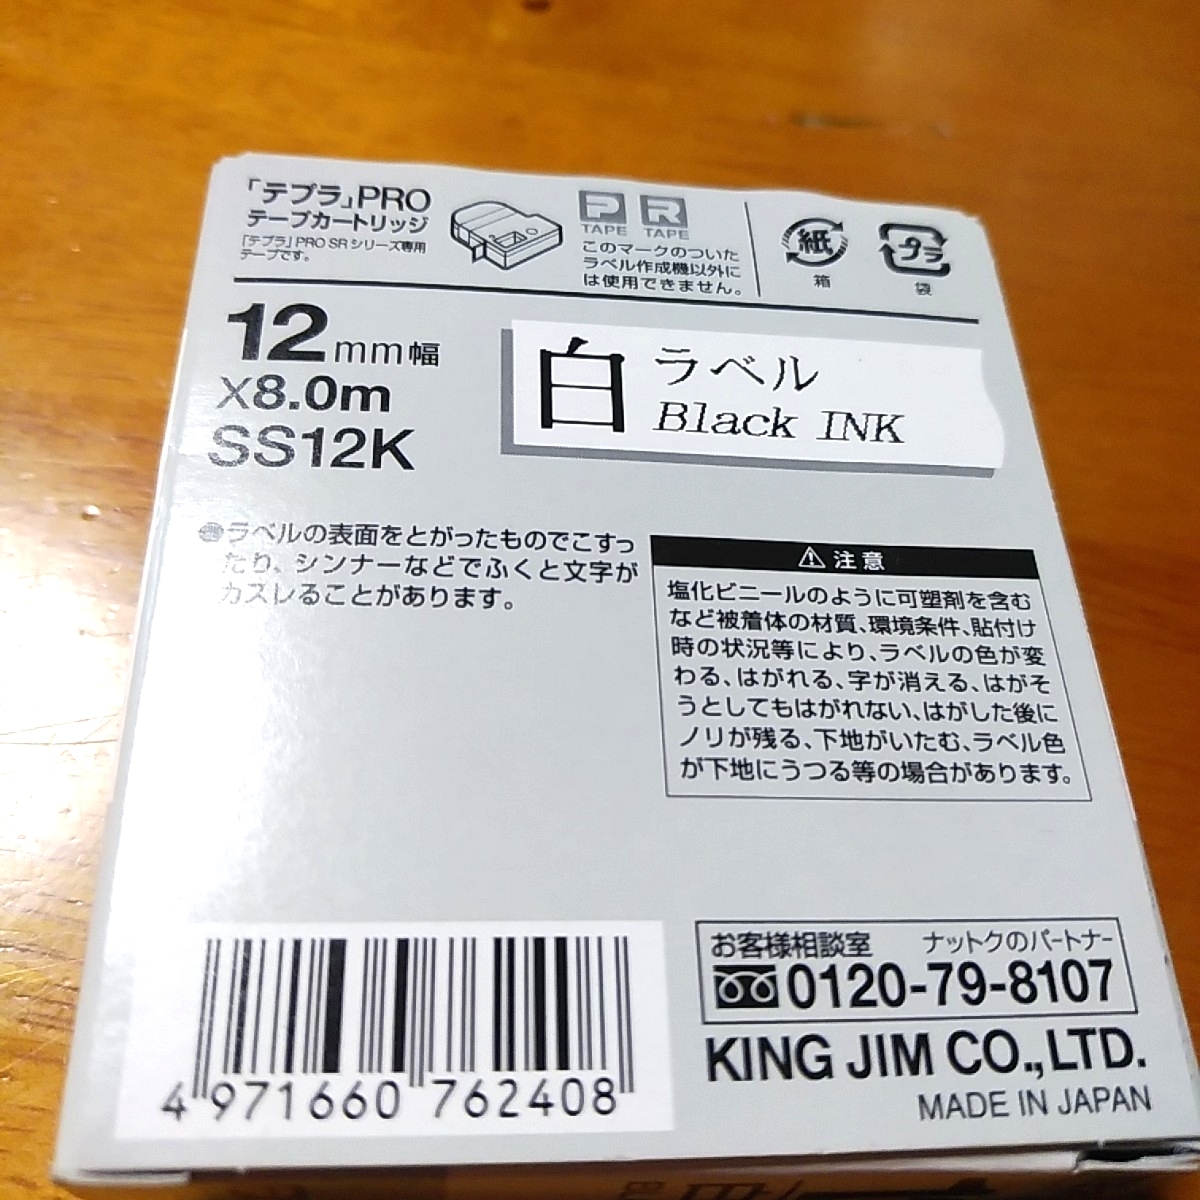 「テプラ」PRO
テープカートリッジ
「テプラ」PRO SRシリーズ専用
テープです。
P R
TAPE TAPE
このマークのついた
ラベル作成機以外に
は使用できません。
紙 プラ
箱 袋
12mm幅
X8.0m
SS12K
白 ラベル
Black INK
●ラベルの表面をとがったものでこすっ
たり、シンナーなどでふくと文字が
カスレることがあります。
注意
塩化ビニールのように可塑剤を含む
など被着体の材質、環境条件、貼付け
時の状況等により、ラベルの色が変
わる、はがれる、字が消える、はがそ
うとしてもはがれない、はがした後に
ノリが残る、下地がいたむ、ラベル色
が下地にうつる等の場合があります。
お客様相談室 ナットクのパートナー
0120-79-8107
KING JIM CO.,LTD.
MADE IN JAPAN
4 971660 762408